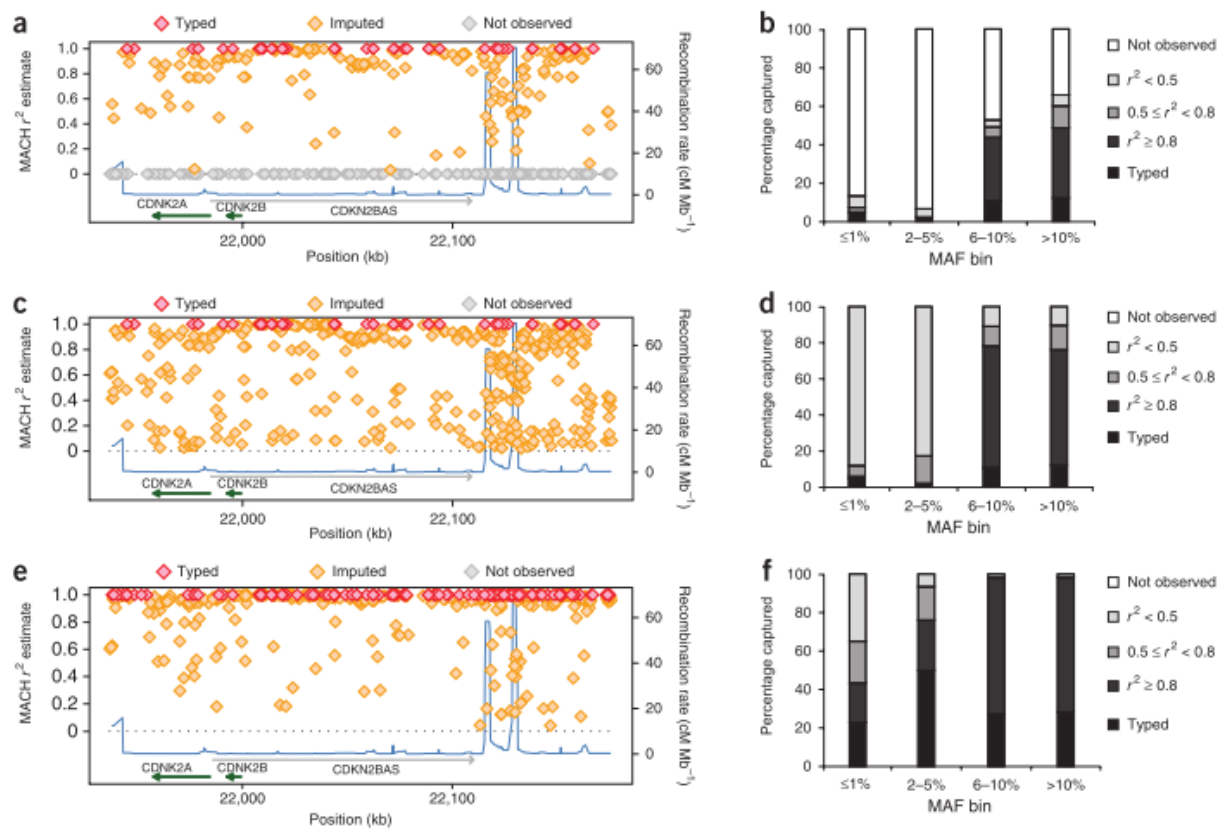 a
Typed
Imputed
Not observed
MACH r² estimate
1.0
0.8
0.6
0.4
0.2
0
60
40
20
0
Recombination rate (cM Mb⁻¹)
CDNK2A
CDNK2B
CDKN2BAS
22,000
22,100
Position (kb)
b
Percentage captured
100
80
60
40
20
0
≤1%
2–5%
6–10%
>10%
MAF bin
Not observed
r² < 0.5
0.5 ≤ r² < 0.8
r² ≥ 0.8
Typed
c
Typed
Imputed
Not observed
MACH r² estimate
1.0
0.8
0.6
0.4
0.2
0
60
40
20
0
Recombination rate (cM Mb⁻¹)
CDNK2A
CDNK2B
CDKN2BAS
22,000
22,100
Position (kb)
d
Percentage captured
100
80
60
40
20
0
≤1%
2–5%
6–10%
>10%
MAF bin
Not observed
r² < 0.5
0.5 ≤ r² < 0.8
r² ≥ 0.8
Typed
e
Typed
Imputed
Not observed
MACH r² estimate
1.0
0.8
0.6
0.4
0.2
0
60
40
20
0
Recombination rate (cM Mb⁻¹)
CDNK2A
CDNK2B
CDKN2BAS
22,000
22,100
Position (kb)
f
Percentage captured
100
80
60
40
20
0
≤1%
2–5%
6–10%
>10%
MAF bin
Not observed
r² < 0.5
0.5 ≤ r² < 0.8
r² ≥ 0.8
Typed